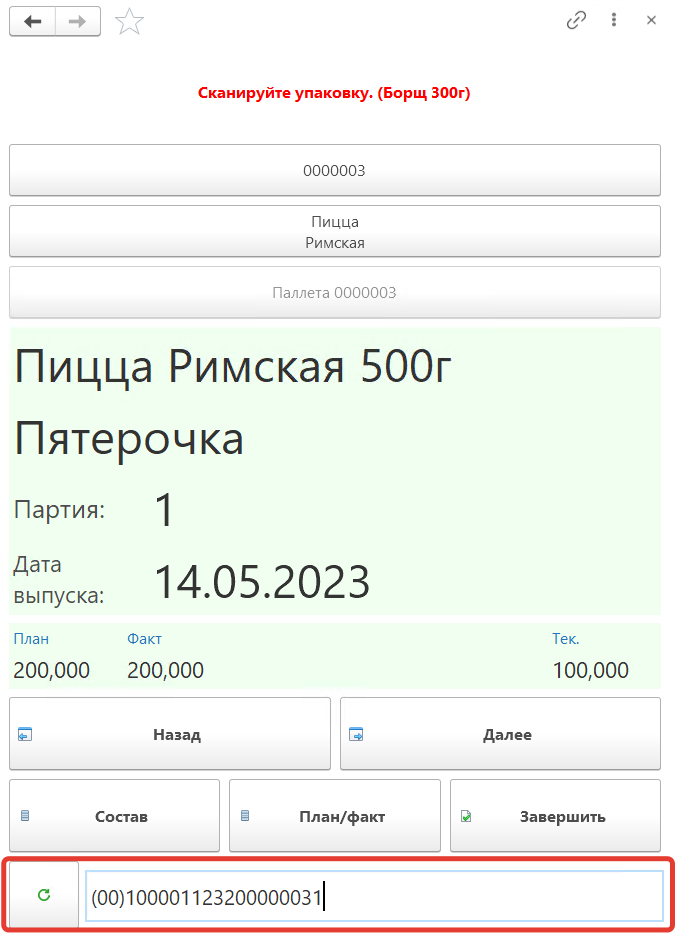 Сканируйте упаковку. (Борщ 300г)
0000003
Пицца
Римская
Паллета 0000003
Пицца Римская 500г
Пятерочка
Партия: 1
Дата
выпуска: 14.05.2023
План Факт Тек.
200,000 200,000 100,000
Назад Далее
Состав План/факт Завершить
(00)100001123200000031